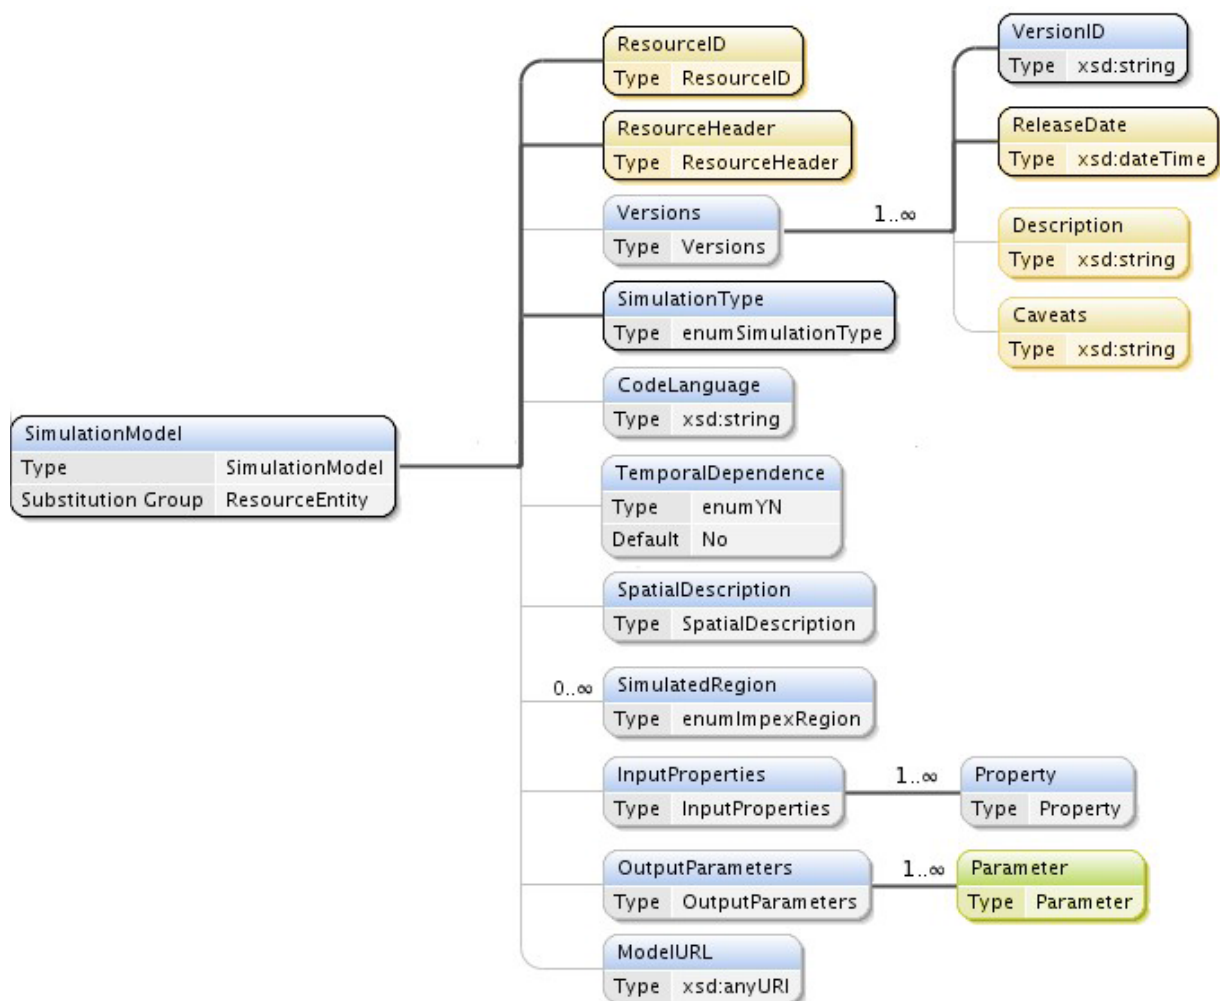 ResourceID
Type ResourceID
VersionID
Type xsd:string
ResourceHeader
Type ResourceHeader
ReleaseDate
Type xsd:dateTime
Versions
Type Versions
1..∞
Description
Type xsd:string
SimulationType
Type enumSimulationType
Caveats
Type xsd:string
CodeLanguage
Type xsd:string
SimulationModel
Type SimulationModel
Substitution Group ResourceEntity
TemporalDependence
Type enumYN
Default No
SpatialDescription
Type SpatialDescription
0..∞
SimulatedRegion
Type enumImpexRegion
InputProperties
Type InputProperties
1..∞
Property
Type Property
OutputParameters
Type OutputParameters
1..∞
Parameter
Type Parameter
ModelURL
Type xsd:anyURI